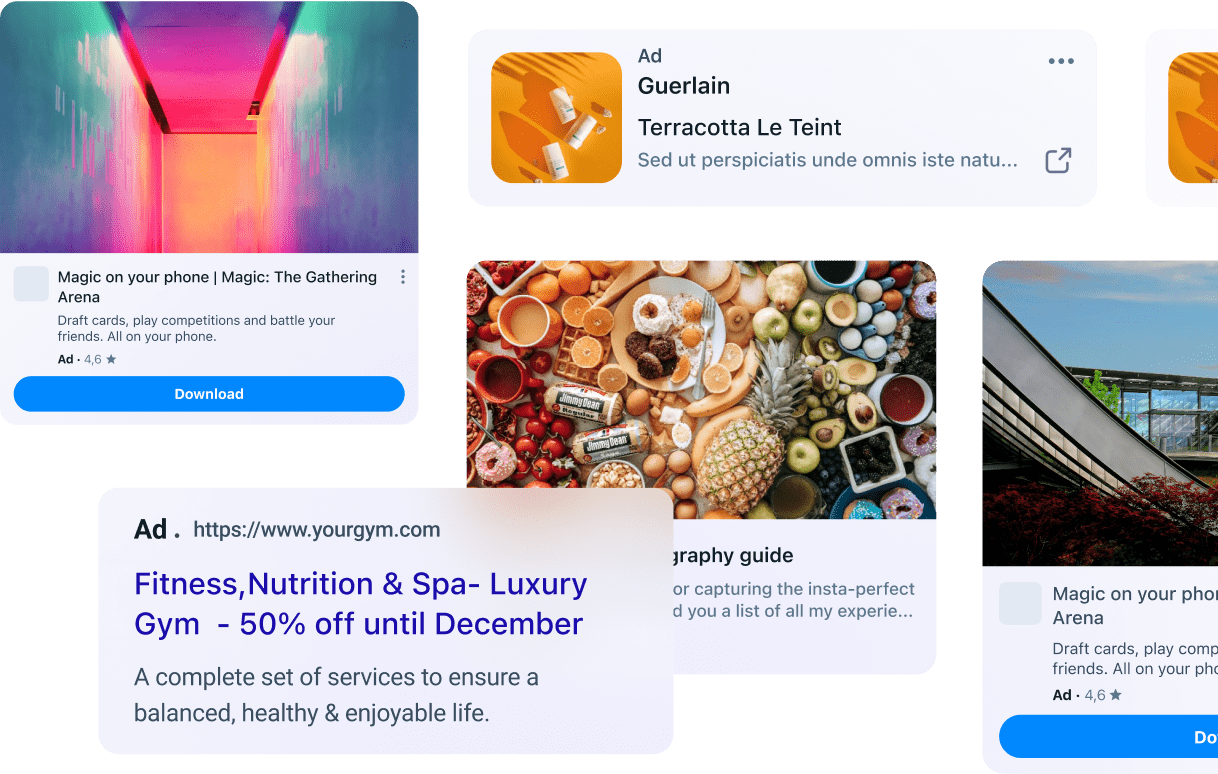 Magic on your phone | Magic: The Gathering
Arena
Draft cards, play competitions and battle your
friends. All on your phone.
Ad · 4,6 ★
Download
Ad
Guerlain
Terracotta Le Teint
Sed ut perspiciatis unde omnis iste natu...
Jimmy Dean
Regular
Jimmy Dean
Ad . https://www.yourgym.com
Fitness,Nutrition & Spa- Luxury
Gym - 50% off until December
A complete set of services to ensure a
balanced, healthy & enjoyable life.
graphy guide
or capturing the insta-perfect
d you a list of all my experie...
Magic on your phon
Arena
Draft cards, play comp
friends. All on your pho
Ad · 4,6 ★
Do